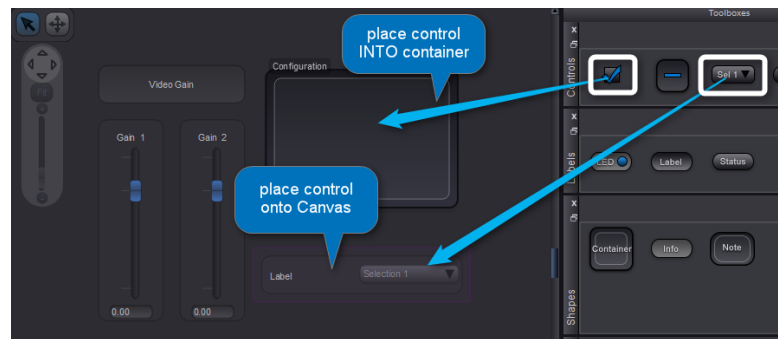 Toolboxes
place control
INTO container
Configuration
Fit
Video Gain
Controls
Sel 1
Gain 1
Gain 2
Labels
LED
Label
Status
place control
onto Canvas
Container
Info
Note
Label
Selection 1
Shapes
0.00
0.00